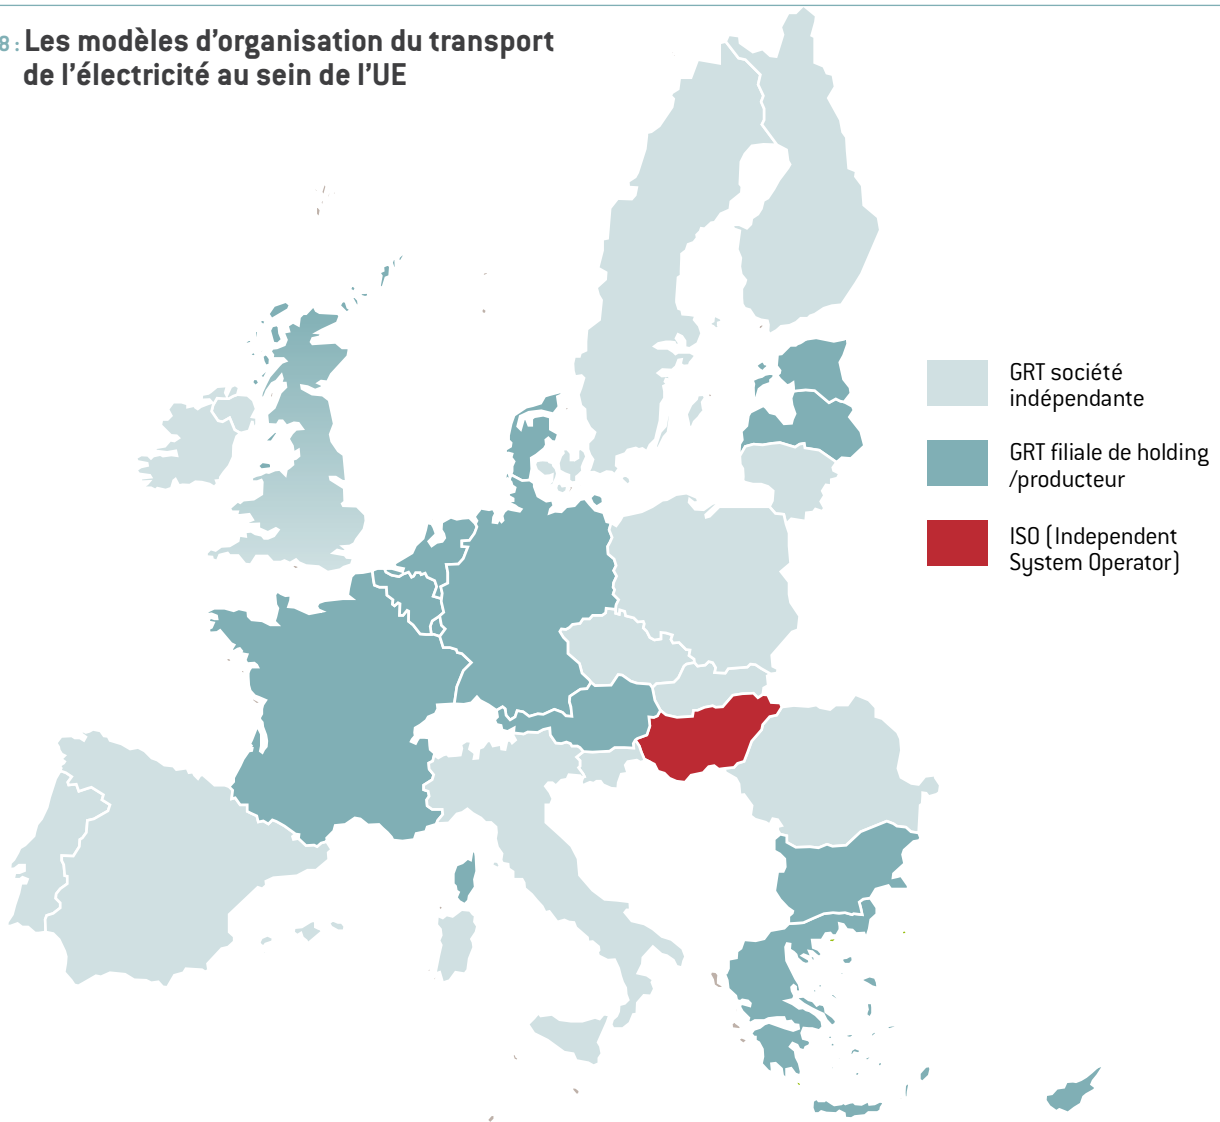 8 : Les modèles d’organisation du transport
de l’électricité au sein de l’UE
GRT société
indépendante
GRT filiale de holding
/producteur
ISO (Independent
System Operator)